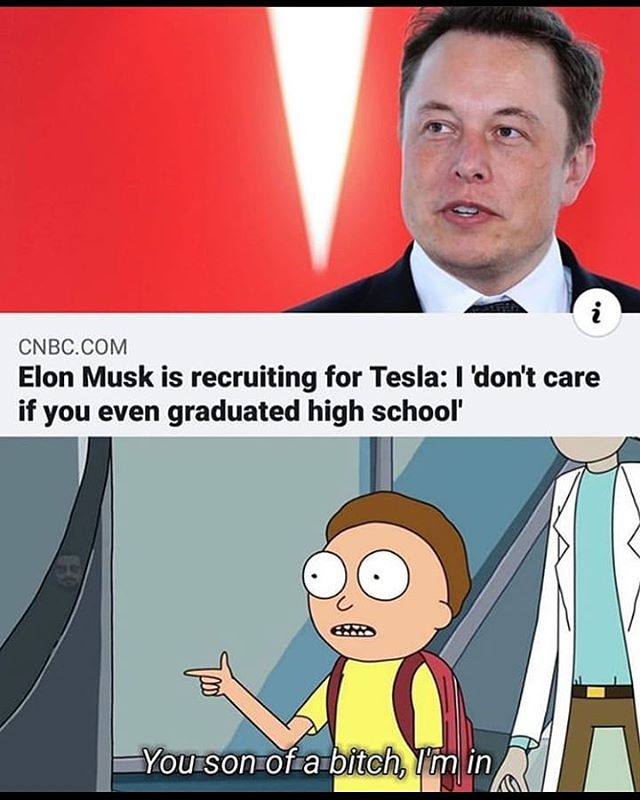 i
CNBC.COM
Elon Musk is recruiting for Tesla: I 'don't care
if you even graduated high school'
You son of a bitch, I'm in